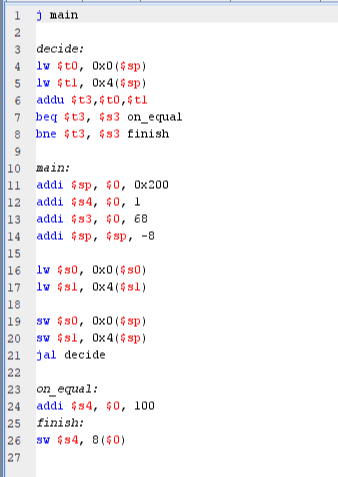 1 j main
2
3 decide:
4 lw $t0, 0x0($sp)
5 lw $t1, 0x4($sp)
6 addu $t3,$t0,$t1
7 beq $t3, $s3 on_equal
8 bne $t3, $s3 finish
9
10 main:
11 addi $sp, $0, 0x200
12 addi $s4, $0, 1
13 addi $s3, $0, 68
14 addi $sp, $sp, -8
15
16 lw $s0, 0x0($s0)
17 lw $s1, 0x4($s1)
18
19 sw $s0, 0x0($sp)
20 sw $s1, 0x4($sp)
21 jal decide
22
23 on_equal:
24 addi $s4, $0, 100
25 finish:
26 sw $s4, 8($0)
27